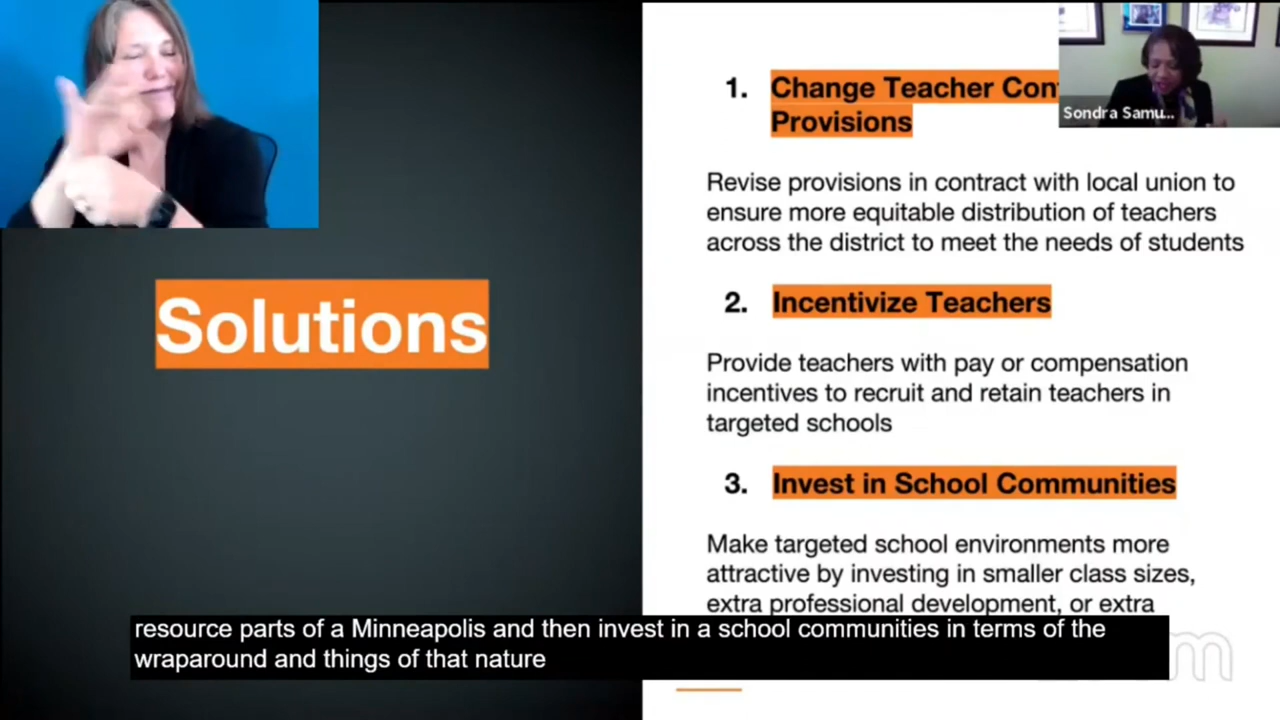 Solutions
1. Change Teacher Con
Provisions
Sondra Samu...
Revise provisions in contract with local union to
ensure more equitable distribution of teachers
across the district to meet the needs of students
2. Incentivize Teachers
Provide teachers with pay or compensation
incentives to recruit and retain teachers in
targeted schools
3. Invest in School Communities
Make targeted school environments more
attractive by investing in smaller class sizes,
extra professional development, or extra
resource parts of a Minneapolis and then invest in a school communities in terms of the
wraparound and things of that nature
m